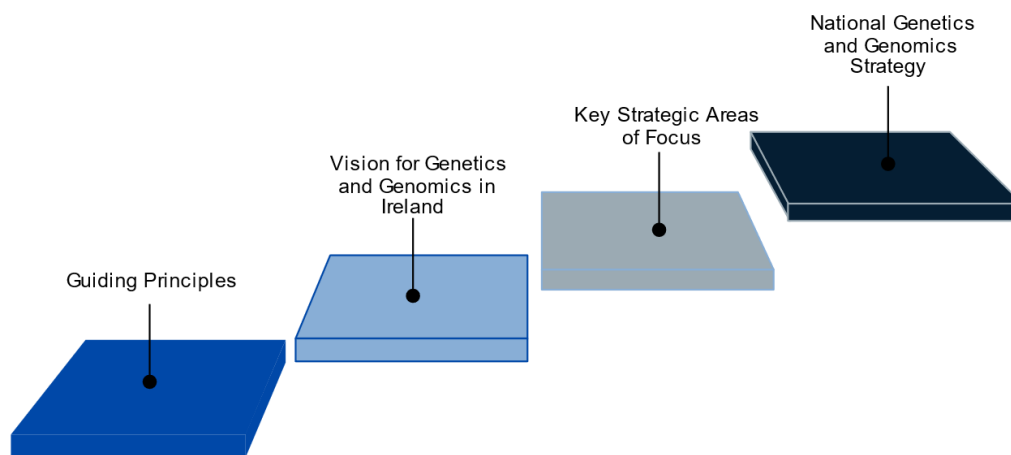 Guiding Principles
Vision for Genetics
and Genomics in
Ireland
Key Strategic Areas
of Focus
National Genetics
and Genomics
Strategy